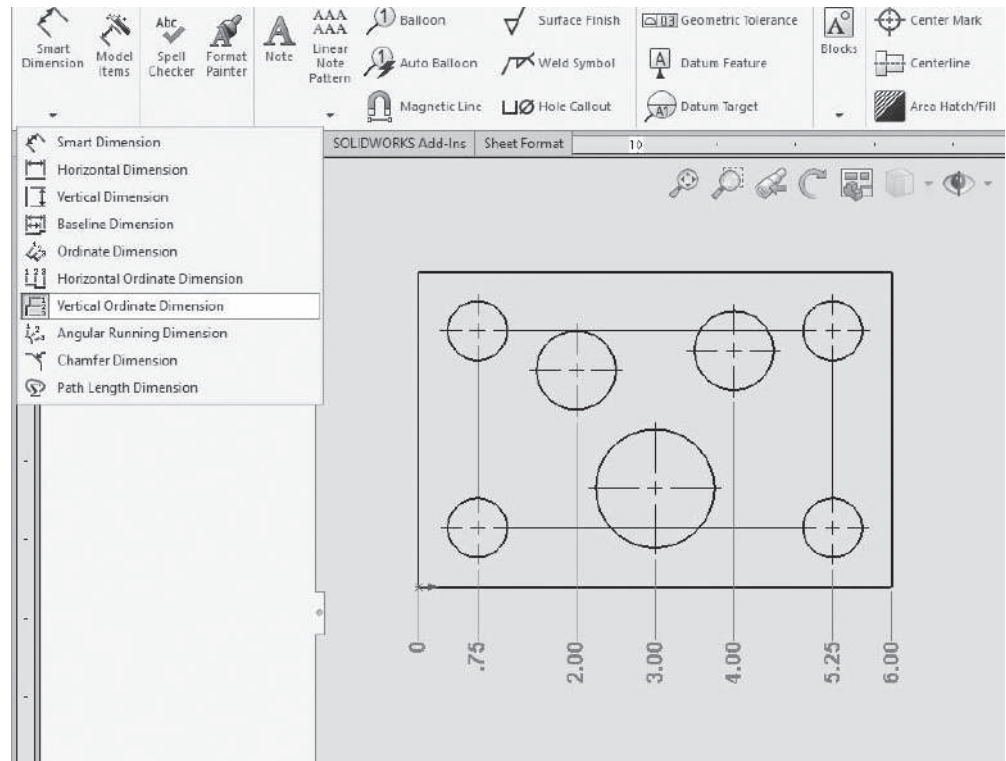 AAA
AAA
Abc
Balloon
Surface Finish
Geometric Tolerance
Center Mark
Smart
Dimension
Model
Items
Spell
Checker
Format
Painter
Note
Linear
Note
Pattern
Auto Balloon
Weld Symbol
Datum Feature
Blocks
Centerline
Magnetic Line
Hole Callout
Datum Target
Area Hatch/Fill
SOLIDWORKS Add-Ins
Sheet Format
10
Smart Dimension
Horizontal Dimension
Vertical Dimension
Baseline Dimension
Ordinate Dimension
Horizontal Ordinate Dimension
Vertical Ordinate Dimension
Angular Running Dimension
Chamfer Dimension
Path Length Dimension
0
.75
2.00
3.00
4.00
5.25
6.00